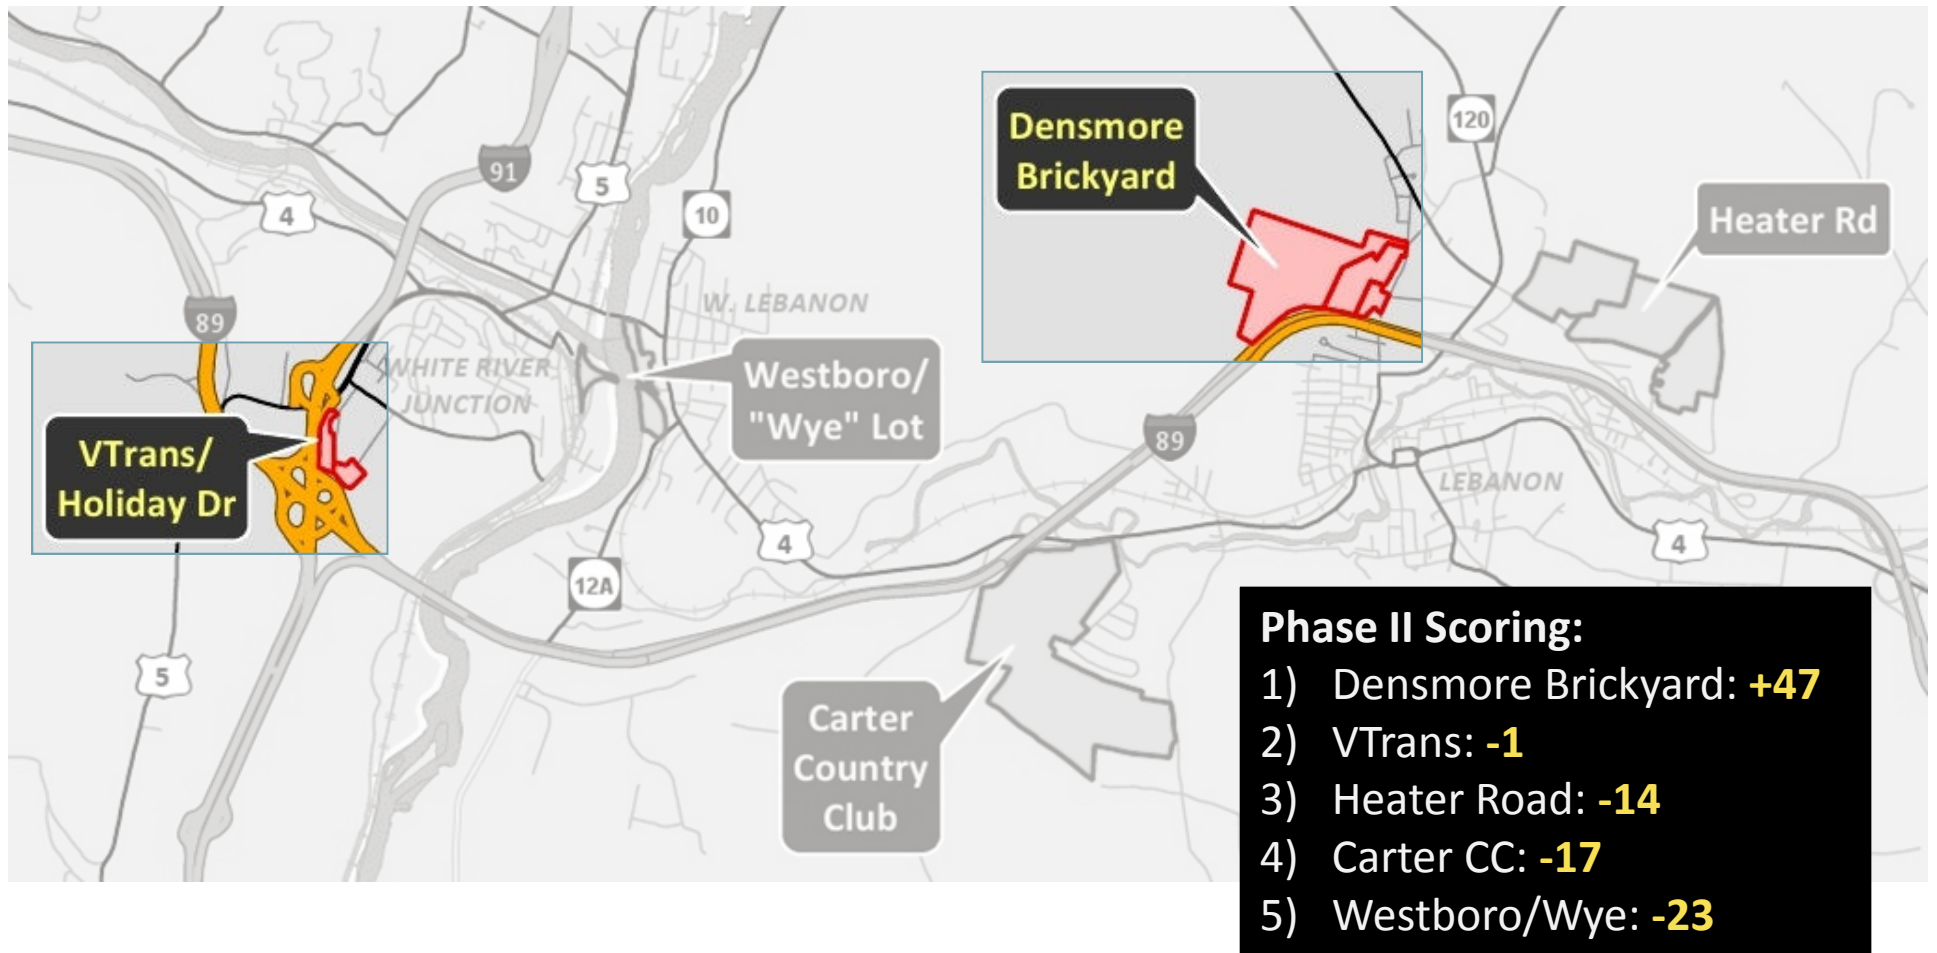 91
5
10
120
4
Densmore
Brickyard
Heater Rd
89
W. LEBANON
WHITE RIVER
JUNCTION
Westboro/
"Wye" Lot
VTrans/
Holiday Dr
89
LEBANON
4
4
12A
5
Carter
Country
Club
Phase II Scoring:
1) Densmore Brickyard: +47
2) VTrans: -1
3) Heater Road: -14
4) Carter CC: -17
5) Westboro/Wye: -23